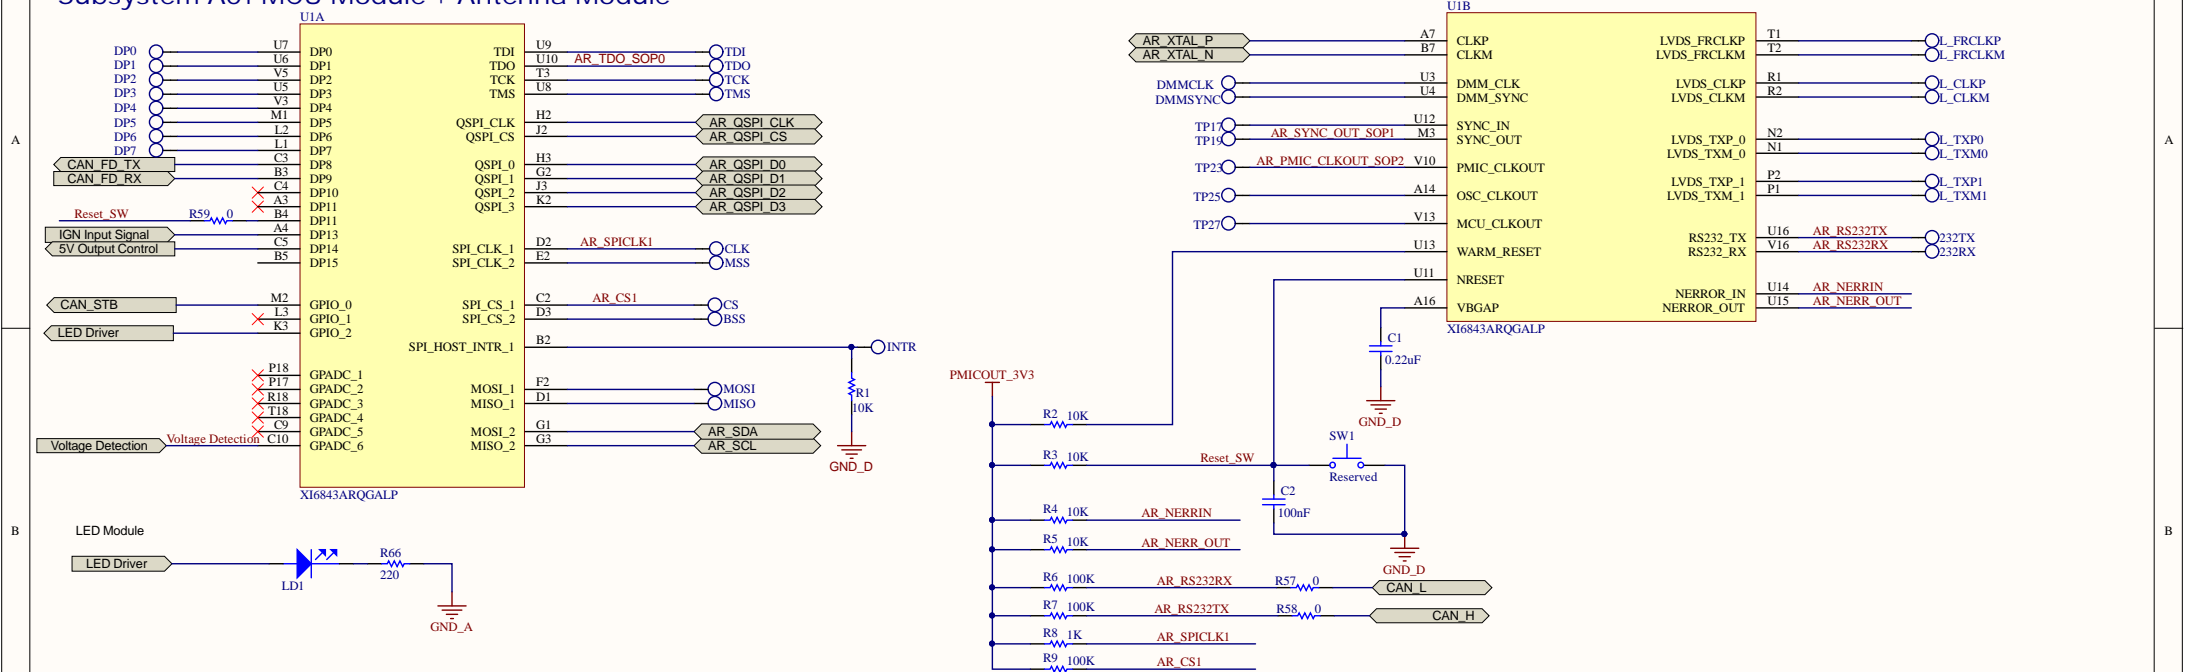 Subsystem A01 MCU Module + Antenna Module
U1A
DP0 U7 DP0 TDI U9 TDI
DP1 U6 DP1 TDO U10 AR_TDO_SOP0 TDO
DP2 V5 DP2 TCK T3 TCK
DP3 U5 DP3 TMS U8 TMS
DP4 V3 DP4
DP5 M1 DP5 QSPI_CLK H2 AR_QSPI_CLK
DP6 L2 DP6 QSPI_CS J2 AR_QSPI_CS
DP7 L1 DP7
CAN_FD_TX C3 DP8 QSPI_0 H3 AR_QSPI_D0
CAN_FD_RX B3 DP9 QSPI_1 G2 AR_QSPI_D1
C4 DP10 QSPI_2 J3 AR_QSPI_D2
A3 DP11 QSPI_3 K2 AR_QSPI_D3
Reset_SW R59 0 B4 DP11
IGN Input Signal A4 DP13
5V Output Control C5 DP14 SPI_CLK_1 D2 AR_SPICLK1 CLK
B5 DP15 SPI_CLK_2 E2 MSS
CAN_STB M2 GPIO_0 SPI_CS_1 C2 AR_CS1 CS
L3 GPIO_1 SPI_CS_2 D3 BSS
LED Driver K3 GPIO_2
SPI_HOST_INTR_1 B2 INTR
P18 GPADC_1
P17 GPADC_2 MOSI_1 F2 MOSI
R18 GPADC_3 MISO_1 D1 MISO
T18 GPADC_4
C9 GPADC_5 MOSI_2 G1 AR_SDA
Voltage Detection Voltage Detection C10 GPADC_6 MISO_2 G3 AR_SCL
R1
10K
GND_D
XI6843ARQGALP
LED Module
LED Driver
LD1
R66
220
GND_A
U1B
AR_XTAL_P A7 CLKP LVDS_FRCLKP T1 L_FRCLKP
AR_XTAL_N B7 CLKM LVDS_FRCLKM T2 L_FRCLKM
DMMCLK U3 DMM_CLK LVDS_CLKP R1 L_CLKP
DMMSYNC U4 DMM_SYNC LVDS_CLKM R2 L_CLKM
TP17 U12 SYNC_IN
TP19 AR_SYNC_OUT_SOP1 M3 SYNC_OUT LVDS_TXP_0 N2 L_TXP0
LVDS_TXM_0 N1 L_TXM0
TP23 AR_PMIC_CLKOUT_SOP2 V10 PMIC_CLKOUT
LVDS_TXP_1 P2 L_TXP1
TP25 A14 OSC_CLKOUT LVDS_TXM_1 P1 L_TXM1
TP27 V13 MCU_CLKOUT
RS232_TX U16 AR_RS232TX 232TX
U13 WARM_RESET RS232_RX V16 AR_RS232RX 232RX
U11 NRESET
NERROR_IN U14 AR_NERRIN
A16 VBGAP NERROR_OUT U15 AR_NERR_OUT
XI6843ARQGALP
C1
0.22uF
GND_D
PMICOUT_3V3
R2 10K
R3 10K Reset_SW
SW1
Reserved
C2
100nF
GND_D
R4 10K AR_NERRIN
R5 10K AR_NERR_OUT
R6 100K AR_RS232RX R57 0 CAN_L
R7 100K AR_RS232TX R58 0 CAN_H
R8 1K AR_SPICLK1
R9 100K AR_CS1
A
A
B
B